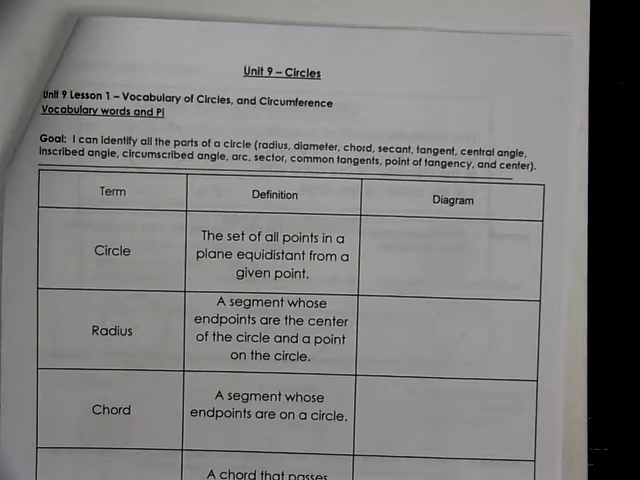 Unit 9 – Circles
Unit 9 Lesson 1 – Vocabulary of Circles, and Circumference
Vocabulary words and Pi
Goal: I can identify all the parts of a circle (radius, diameter, chord, secant, tangent, central angle,
inscribed angle, circumscribed angle, arc, sector, common tangents, point of tangency, and center).
Term
Definition
Diagram
Circle
The set of all points in a
plane equidistant from a
given point.
Radius
A segment whose
endpoints are the center
of the circle and a point
on the circle.
Chord
A segment whose
endpoints are on a circle.
A chord that passes